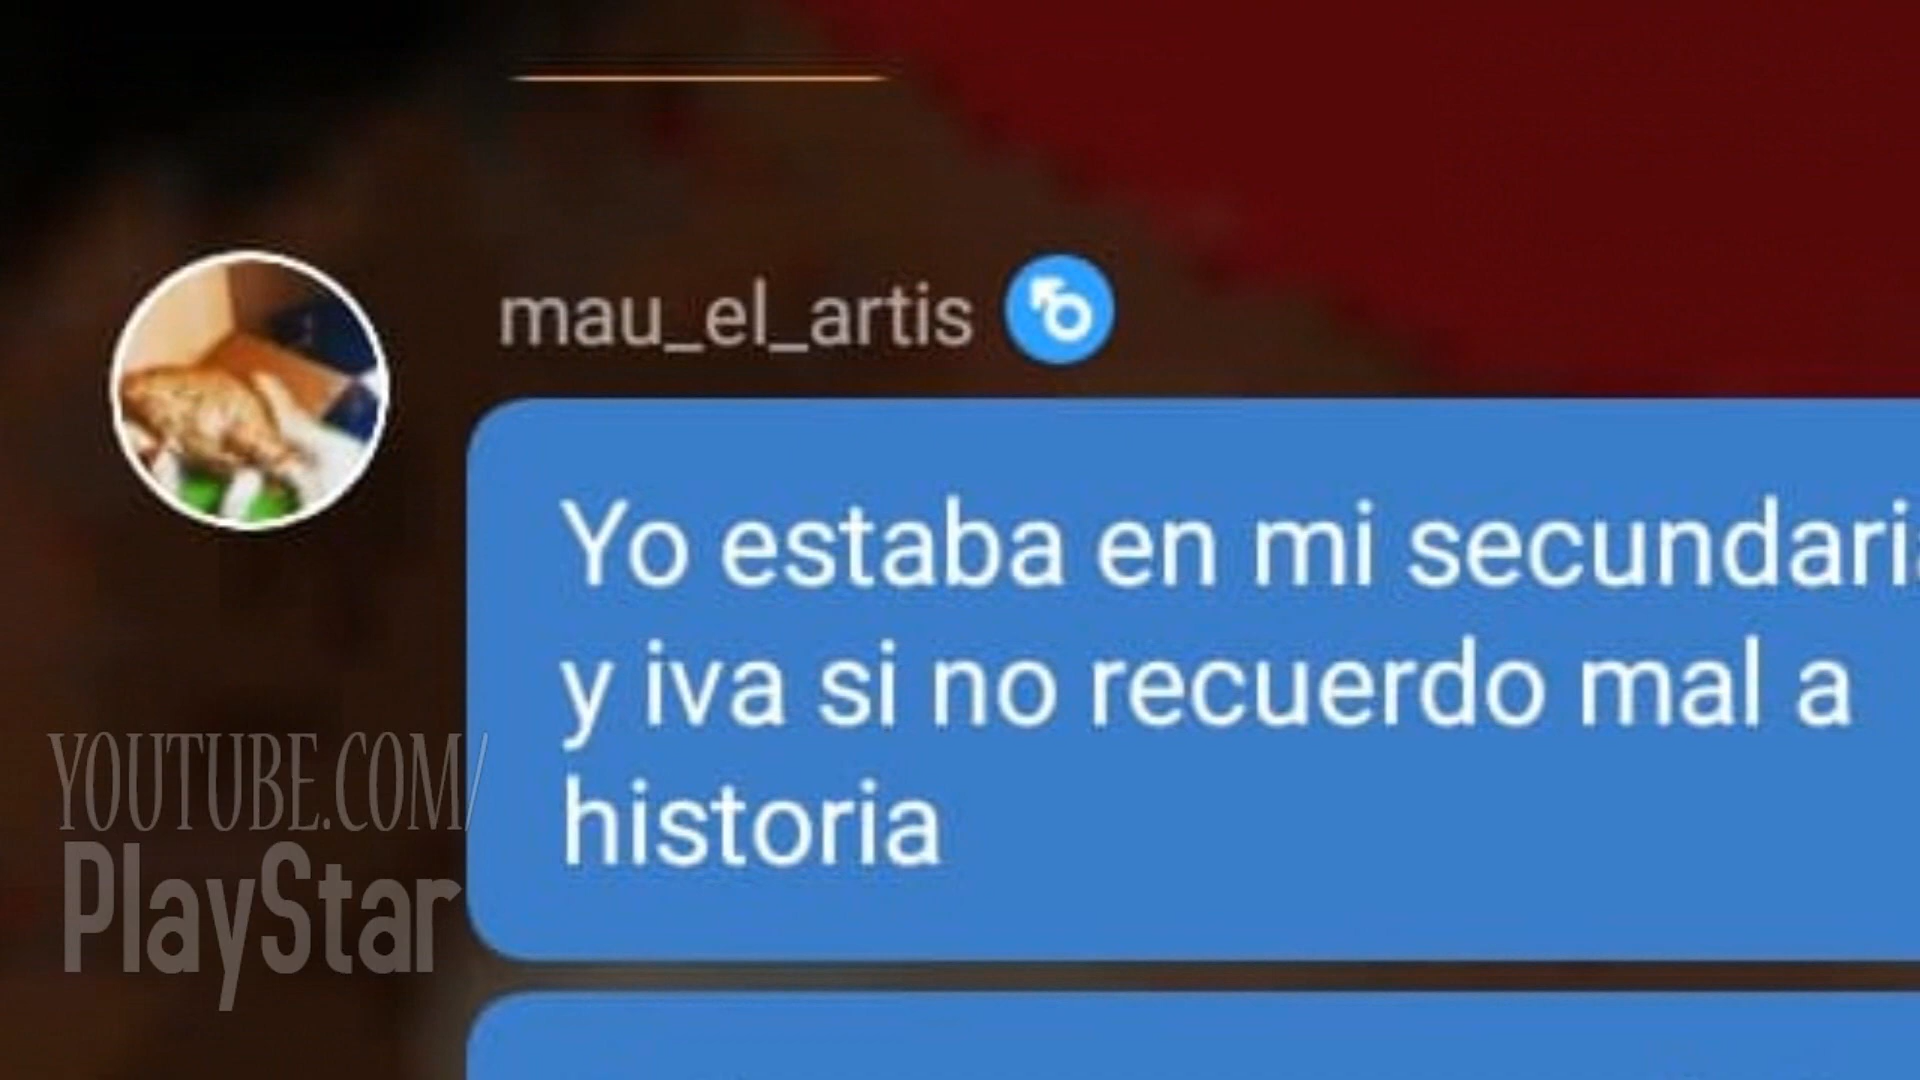 mau_el_artis
Yo estaba en mi secundaria
y iva si no recuerdo mal a
historia
YOUTUBE.COM/
PlayStar